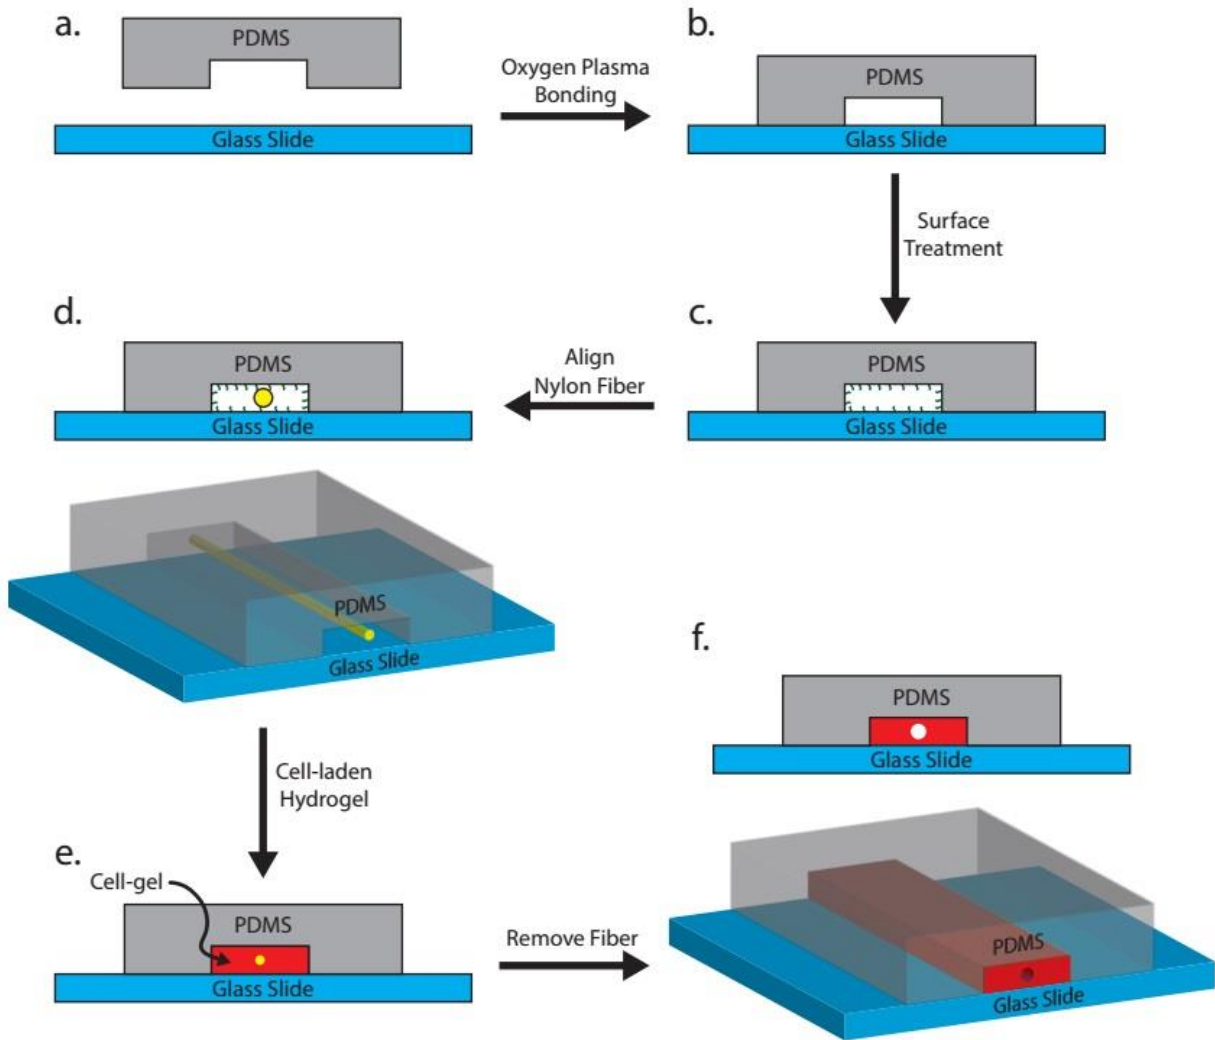 a.
PDMS
Glass Slide
Oxygen Plasma
Bonding
b.
PDMS
Glass Slide
Surface
Treatment
c.
PDMS
Glass Slide
Align
Nylon Fiber
d.
PDMS
Glass Slide
PDMS
Glass Slide
Cell-laden
Hydrogel
e.
Cell-gel
PDMS
Glass Slide
Remove Fiber
f.
PDMS
Glass Slide
PDMS
Glass Slide